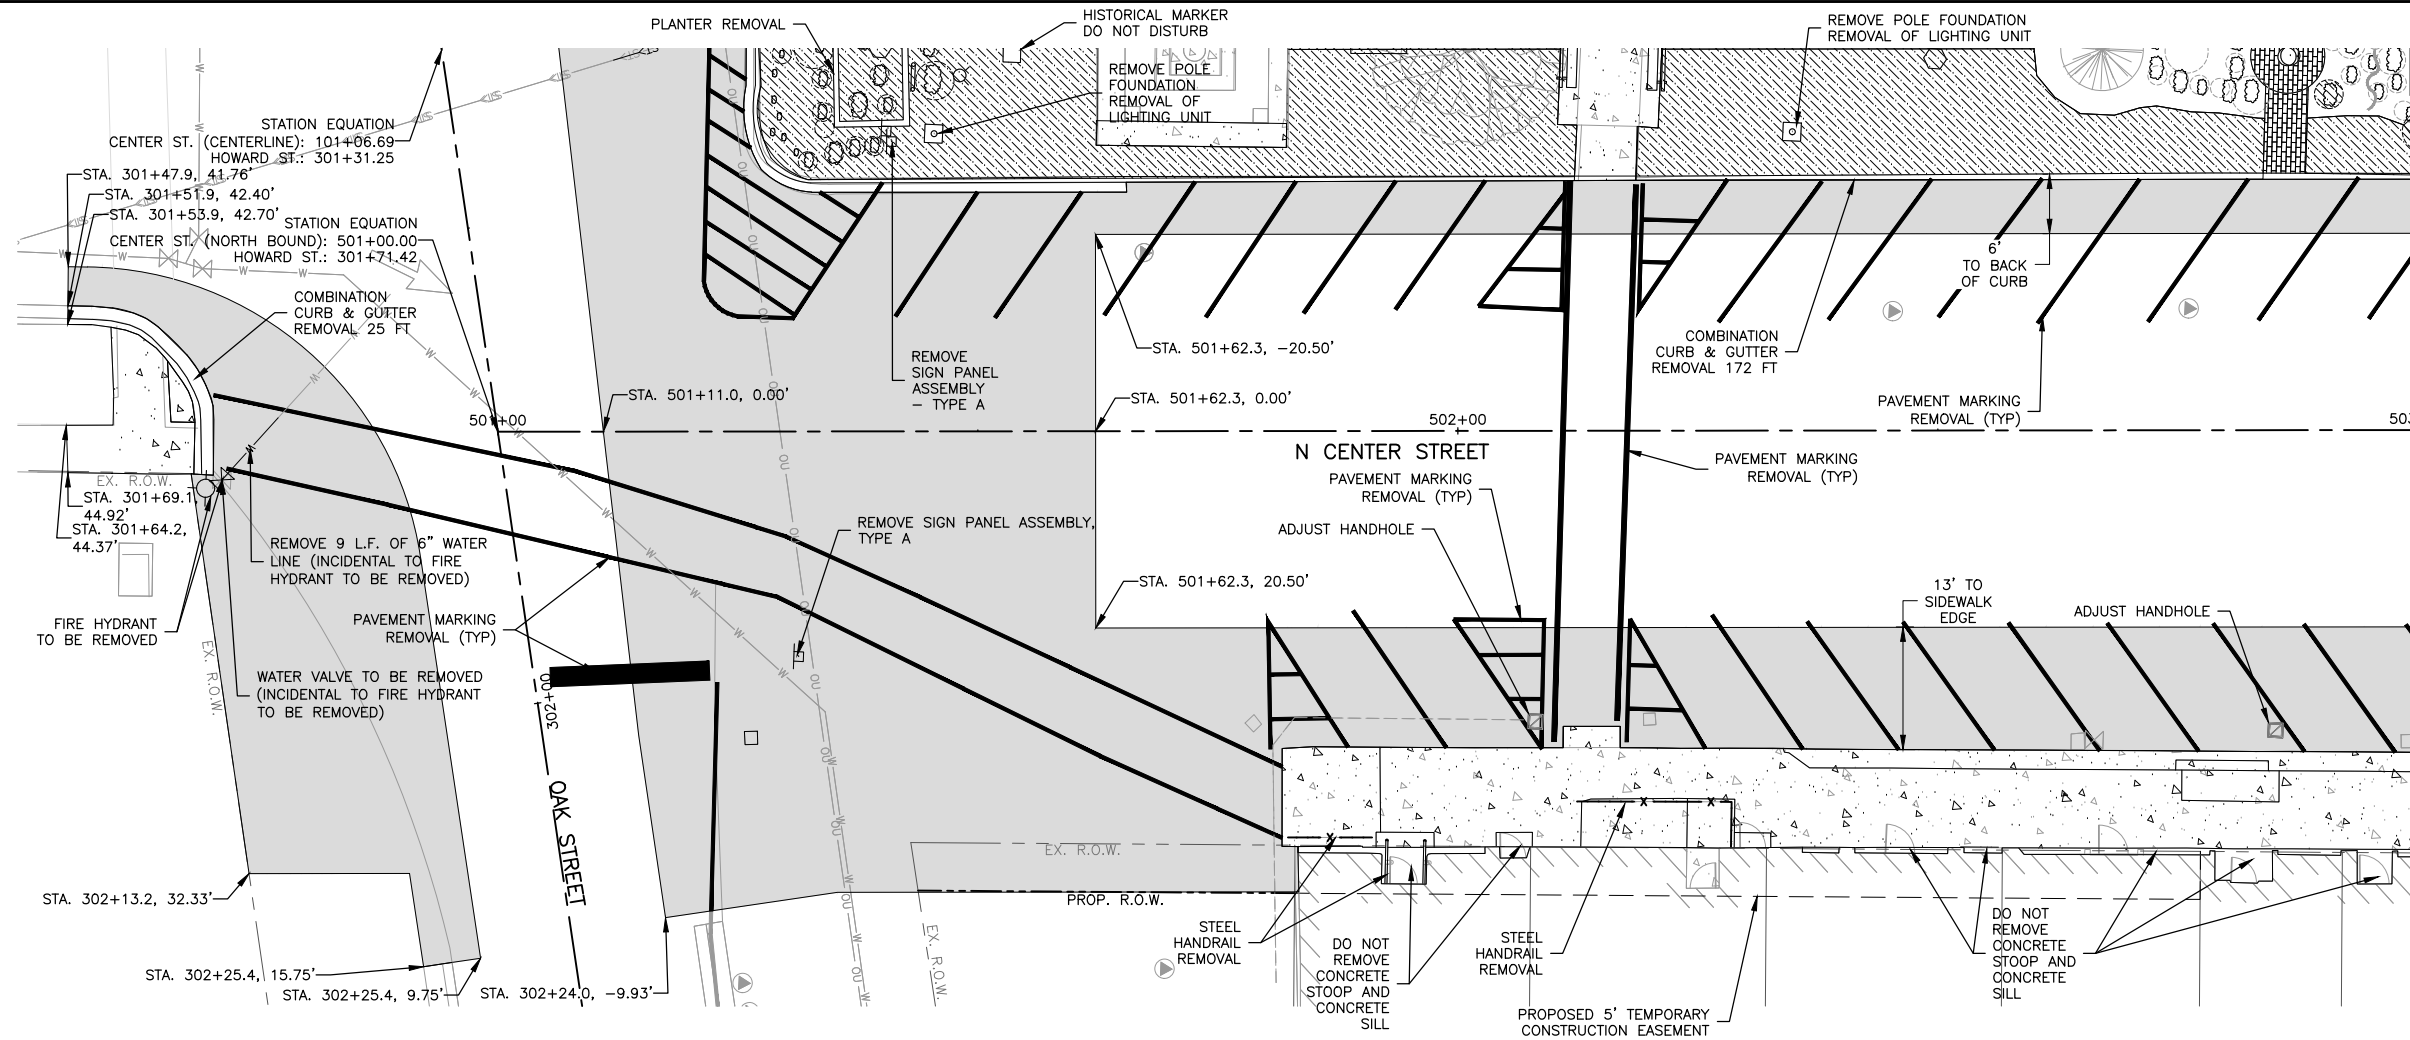 PLANTER REMOVAL
HISTORICAL MARKER
DO NOT DISTURB
REMOVE POLE FOUNDATION
REMOVAL OF LIGHTING UNIT
REMOVE POLE
FOUNDATION
REMOVAL OF
LIGHTING UNIT
STATION EQUATION
CENTER ST. (CENTERLINE): 101+06.69
HOWARD ST.: 301+31.25
STA. 301+47.9, 41.76'
STA. 301+51.9, 42.40'
STA. 301+53.9, 42.70'
STATION EQUATION
CENTER ST. (NORTH BOUND): 501+00.00
HOWARD ST.: 301+71.42
COMBINATION
CURB & GUTTER
REMOVAL 25 FT
6'
TO BACK
OF CURB
STA. 501+62.3, -20.50'
COMBINATION
CURB & GUTTER
REMOVAL 172 FT
REMOVE
SIGN PANEL
ASSEMBLY
- TYPE A
STA. 501+11.0, 0.00'
STA. 501+62.3, 0.00'
PAVEMENT MARKING
REMOVAL (TYP)
501+00
502+00
503
N CENTER STREET
PAVEMENT MARKING
REMOVAL (TYP)
PAVEMENT MARKING
REMOVAL (TYP)
EX. R.O.W.
STA. 301+69.1,
44.92'
STA. 301+64.2,
44.37'
REMOVE SIGN PANEL ASSEMBLY,
TYPE A
ADJUST HANDHOLE
REMOVE 9 L.F. OF 6" WATER
LINE (INCIDENTAL TO FIRE
HYDRANT TO BE REMOVED)
STA. 501+62.3, 20.50'
13' TO
SIDEWALK
EDGE
ADJUST HANDHOLE
FIRE HYDRANT
TO BE REMOVED
PAVEMENT MARKING
REMOVAL (TYP)
EX. R.O.W.
WATER VALVE TO BE REMOVED
(INCIDENTAL TO FIRE HYDRANT
TO BE REMOVED)
302+00
OAK STREET
EX. R.O.W.
PROP. R.O.W.
EX. R.O.W.
STA. 302+13.2, 32.33'
STA. 302+25.4, 15.75'
STA. 302+25.4, 9.75'
STA. 302+24.0, -9.93'
STEEL
HANDRAIL
REMOVAL
DO NOT
REMOVE
CONCRETE
STOOP AND
CONCRETE
SILL
STEEL
HANDRAIL
REMOVAL
PROPOSED 5' TEMPORARY
CONSTRUCTION EASEMENT
DO NOT
REMOVE
CONCRETE
STOOP AND
CONCRETE
SILL